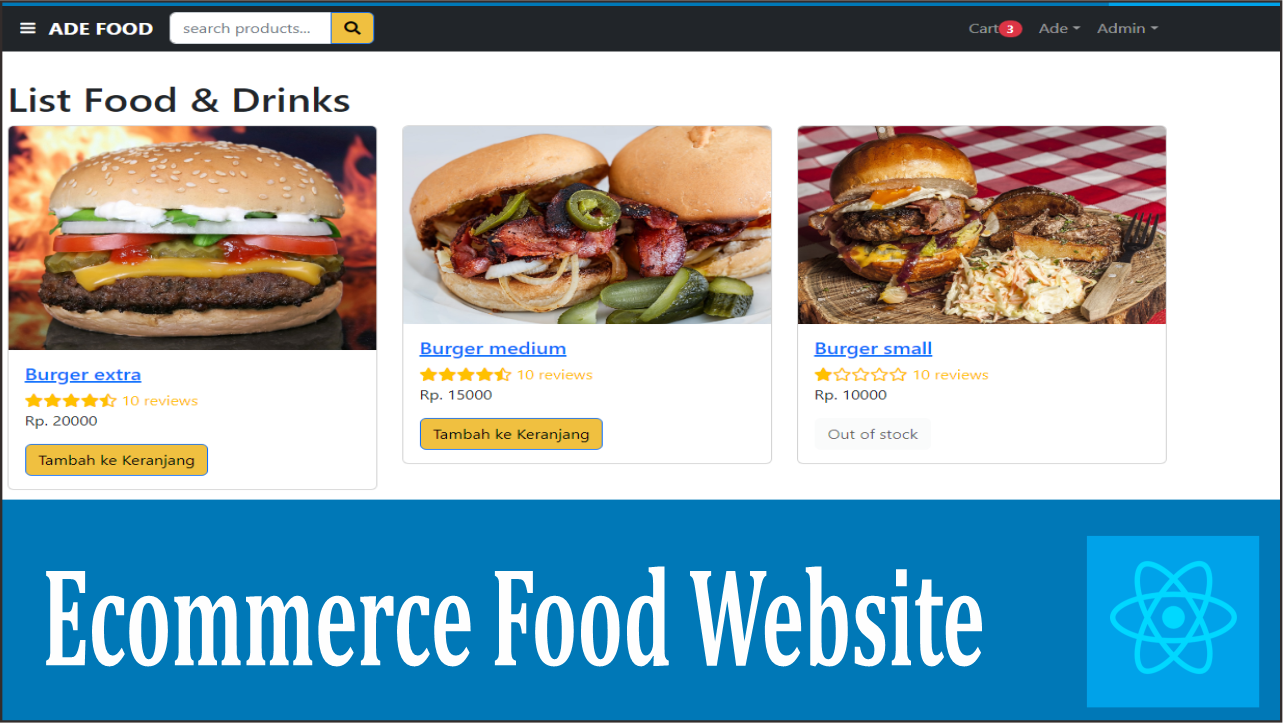 ADE FOOD search products... Cart 3 Ade Admin
List Food & Drinks
Burger extra
10 reviews
Rp. 20000
Tambah ke Keranjang
Burger medium
10 reviews
Rp. 15000
Tambah ke Keranjang
Burger small
10 reviews
Rp. 10000
Out of stock
Ecommerce Food Website